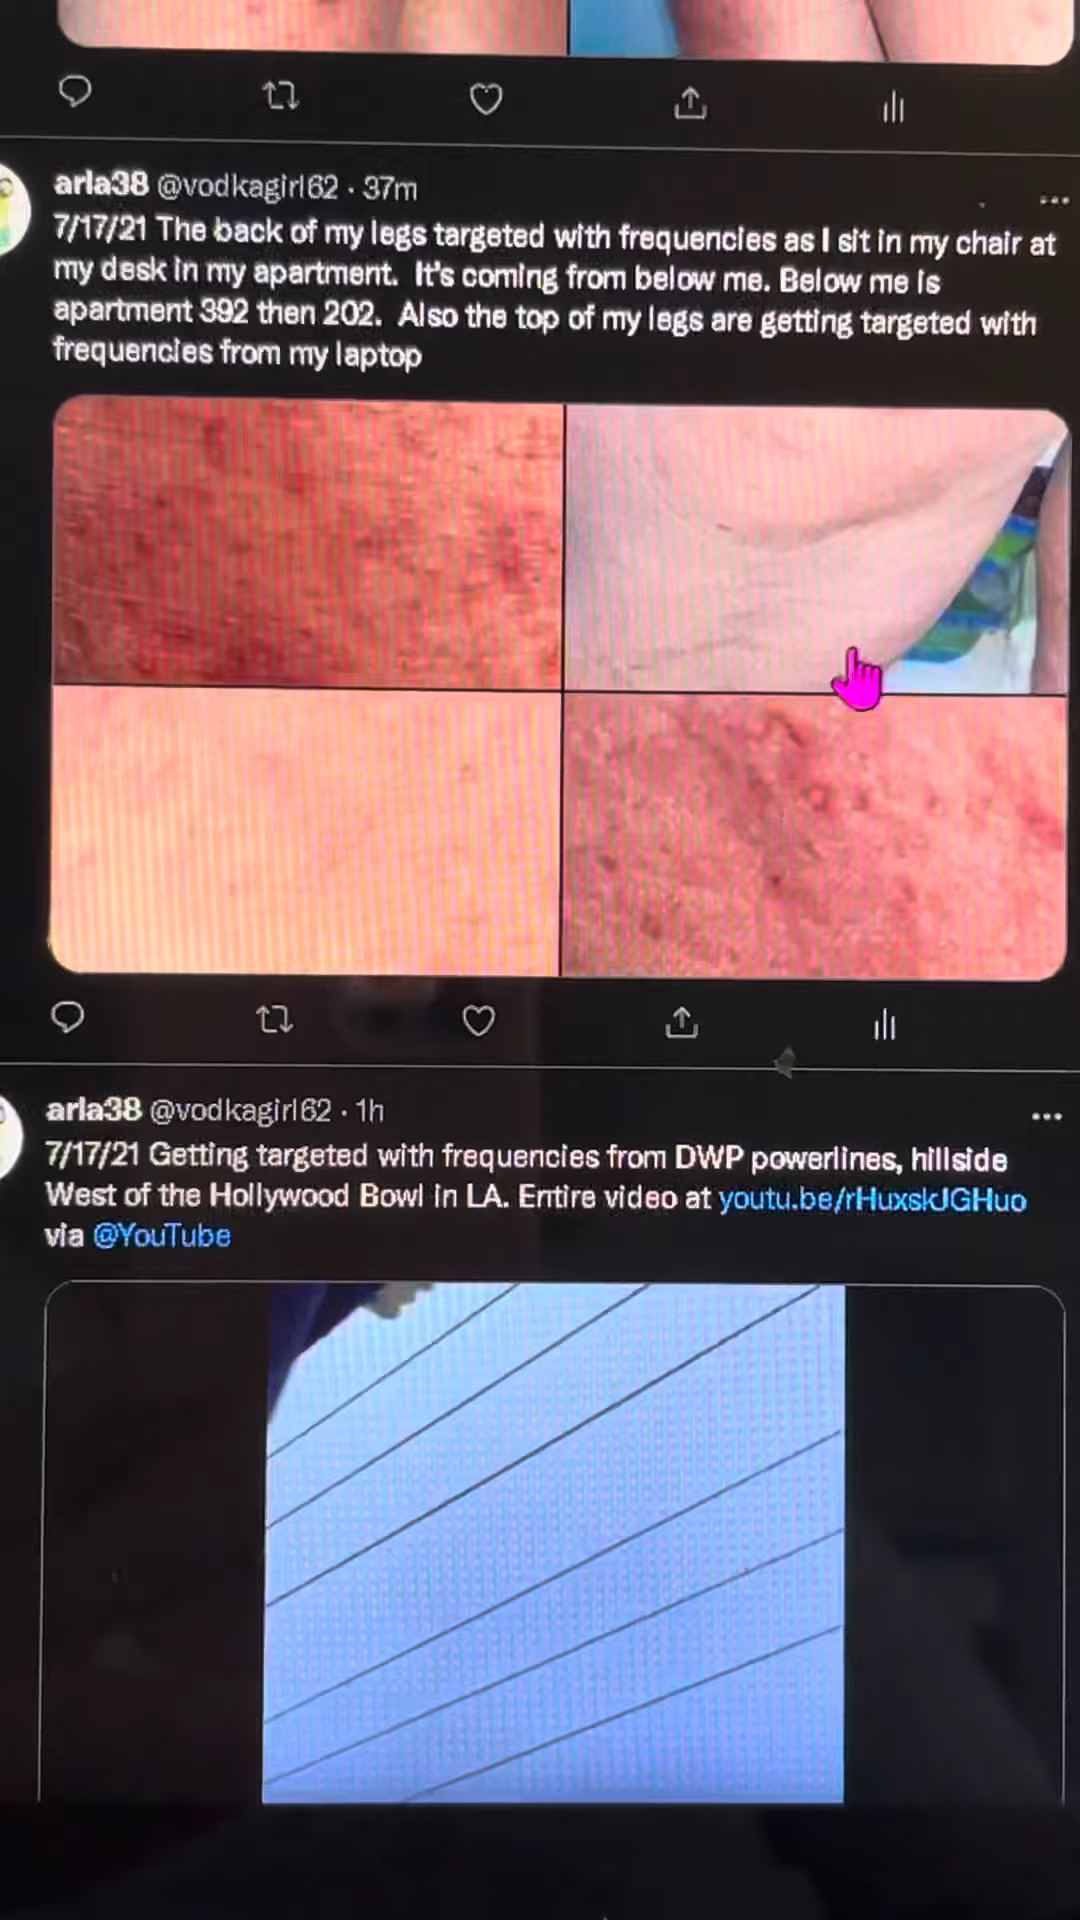 arla38 @vodkagirl62 · 37m
7/17/21 The back of my legs targeted with frequencies as I sit in my chair at
my desk in my apartment.  It's coming from below me. Below me is
apartment 392 then 202.  Also the top of my legs are getting targeted with
frequencies from my laptop
arla38 @vodkagirl62 · 1h
7/17/21 Getting targeted with frequencies from DWP powerlines, hillside
West of the Hollywood Bowl in LA. Entire video at youtu.be/rHuxskJGHuo
via @YouTube